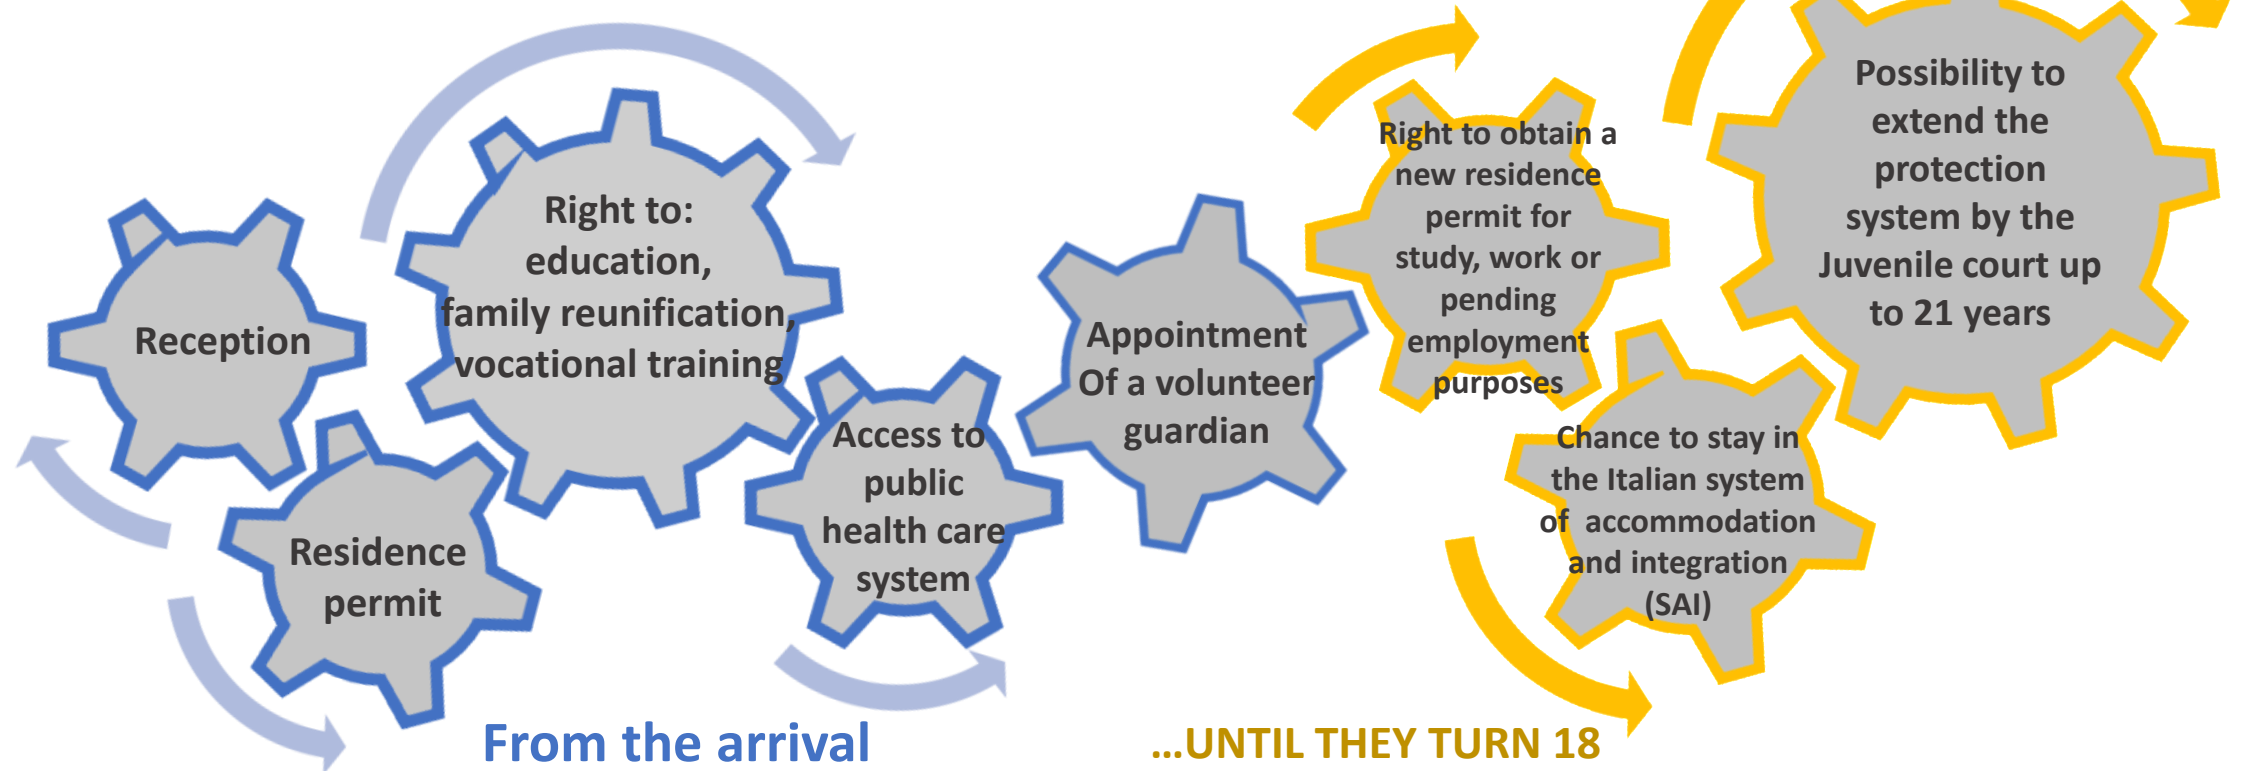 Reception
Residence
permit
Right to:
education,
family reunification,
vocational training
Access to
public
health care
system
Appointment
Of a volunteer
guardian
Right to obtain a
new residence
permit for
study, work or
pending
employment
purposes
Chance to stay in
the Italian system
of accommodation
and integration
(SAI)
Possibility to
extend the
protection
system by the
Juvenile court up
to 21 years
From the arrival
...UNTIL THEY TURN 18